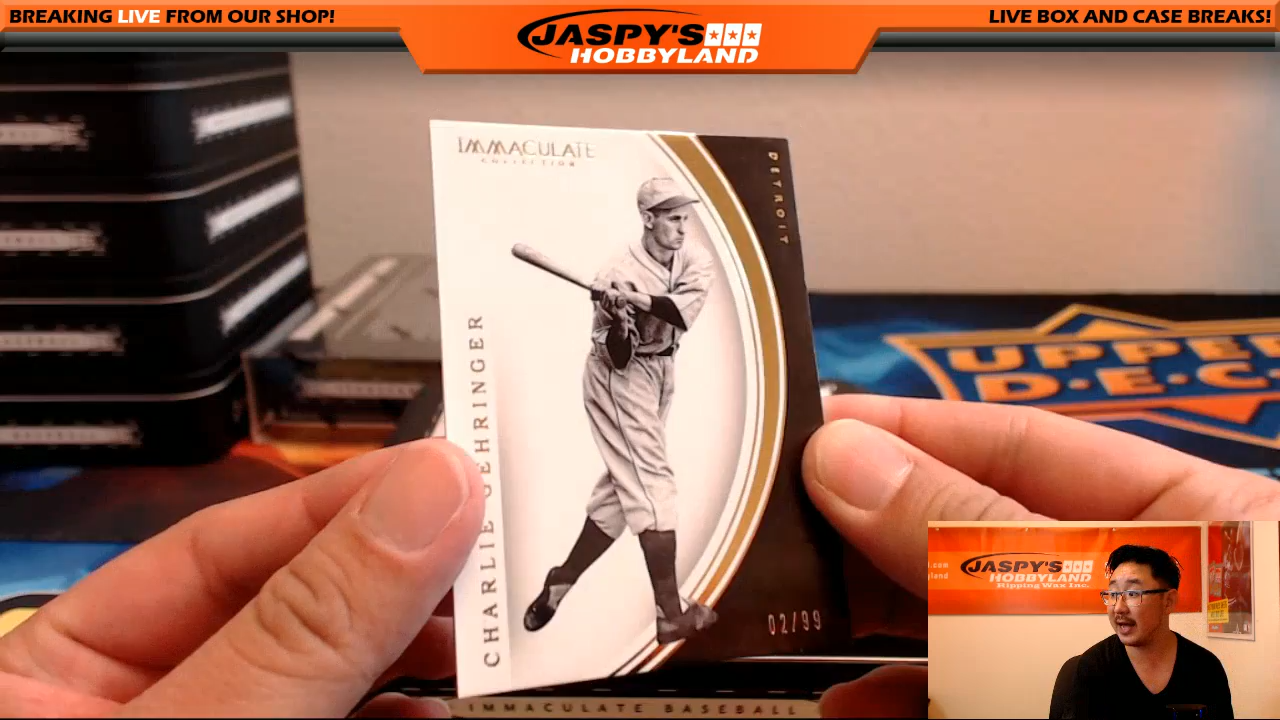 BREAKING LIVE FROM OUR SHOP!
JASPY'S
HOBBYLAND
LIVE BOX AND CASE BREAKS!
IMMACULATE
COLLECTION
DETROIT
CHARLIE GEHRINGER
02/99
IMMACULATE BASEBALL
UPPER
D.E.C
JASPY'S
HOBBYLAND
Ripping Wax Inc.